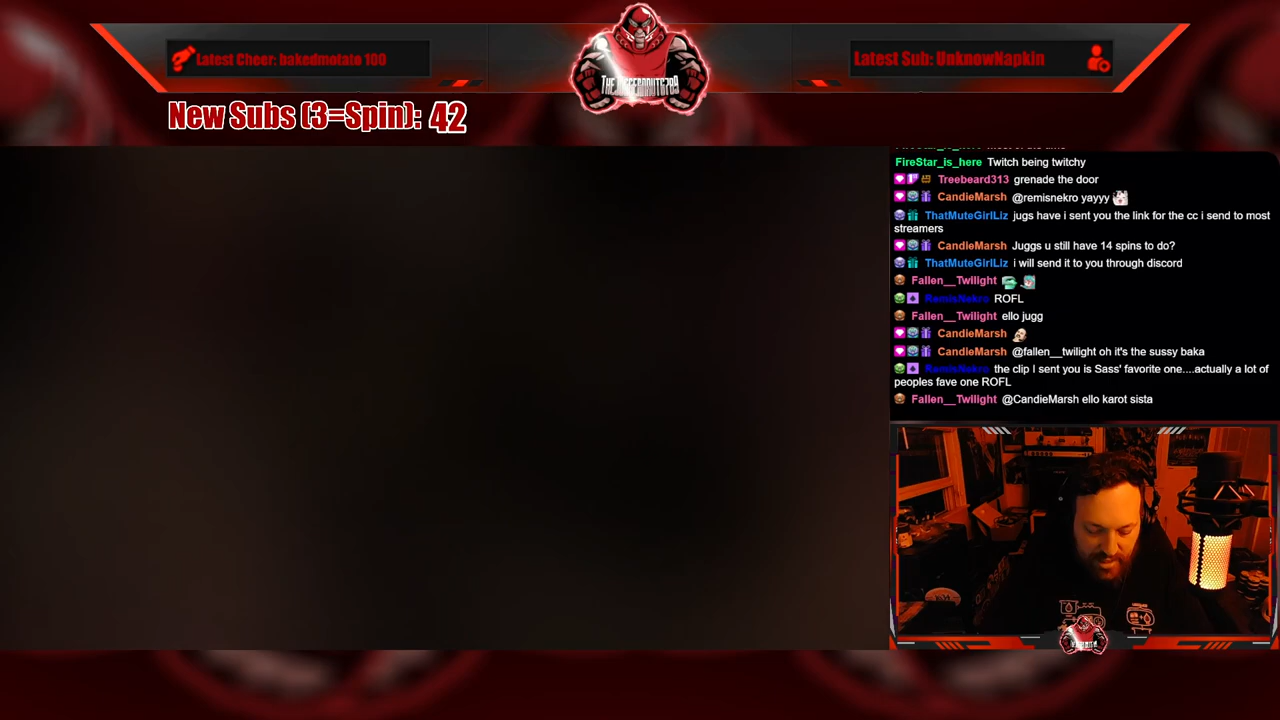 Latest Cheer: bakedmotato 100
THEJUGGERNAUT6789
Latest Sub: UnknowNapkin
New Subs (3=Spin): 42
FireStar_is_here Twitch being twitchy
Treebeard313 grenade the door
CandieMarsh @remisnekro yayyy
ThatMuteGirlLiz jugs have i sent you the link for the cc i send to most
streamers
CandieMarsh Juggs u still have 14 spins to do?
ThatMuteGirlLiz i will send it to you through discord
Fallen__Twilight
RemisNekro ROFL
Fallen__Twilight ello jugg
CandieMarsh
CandieMarsh @fallen__twilight oh it's the sussy baka
RemisNekro the clip I sent you is Sass' favorite one....actually a lot of
peoples fave one ROFL
Fallen__Twilight @CandieMarsh ello karot sista